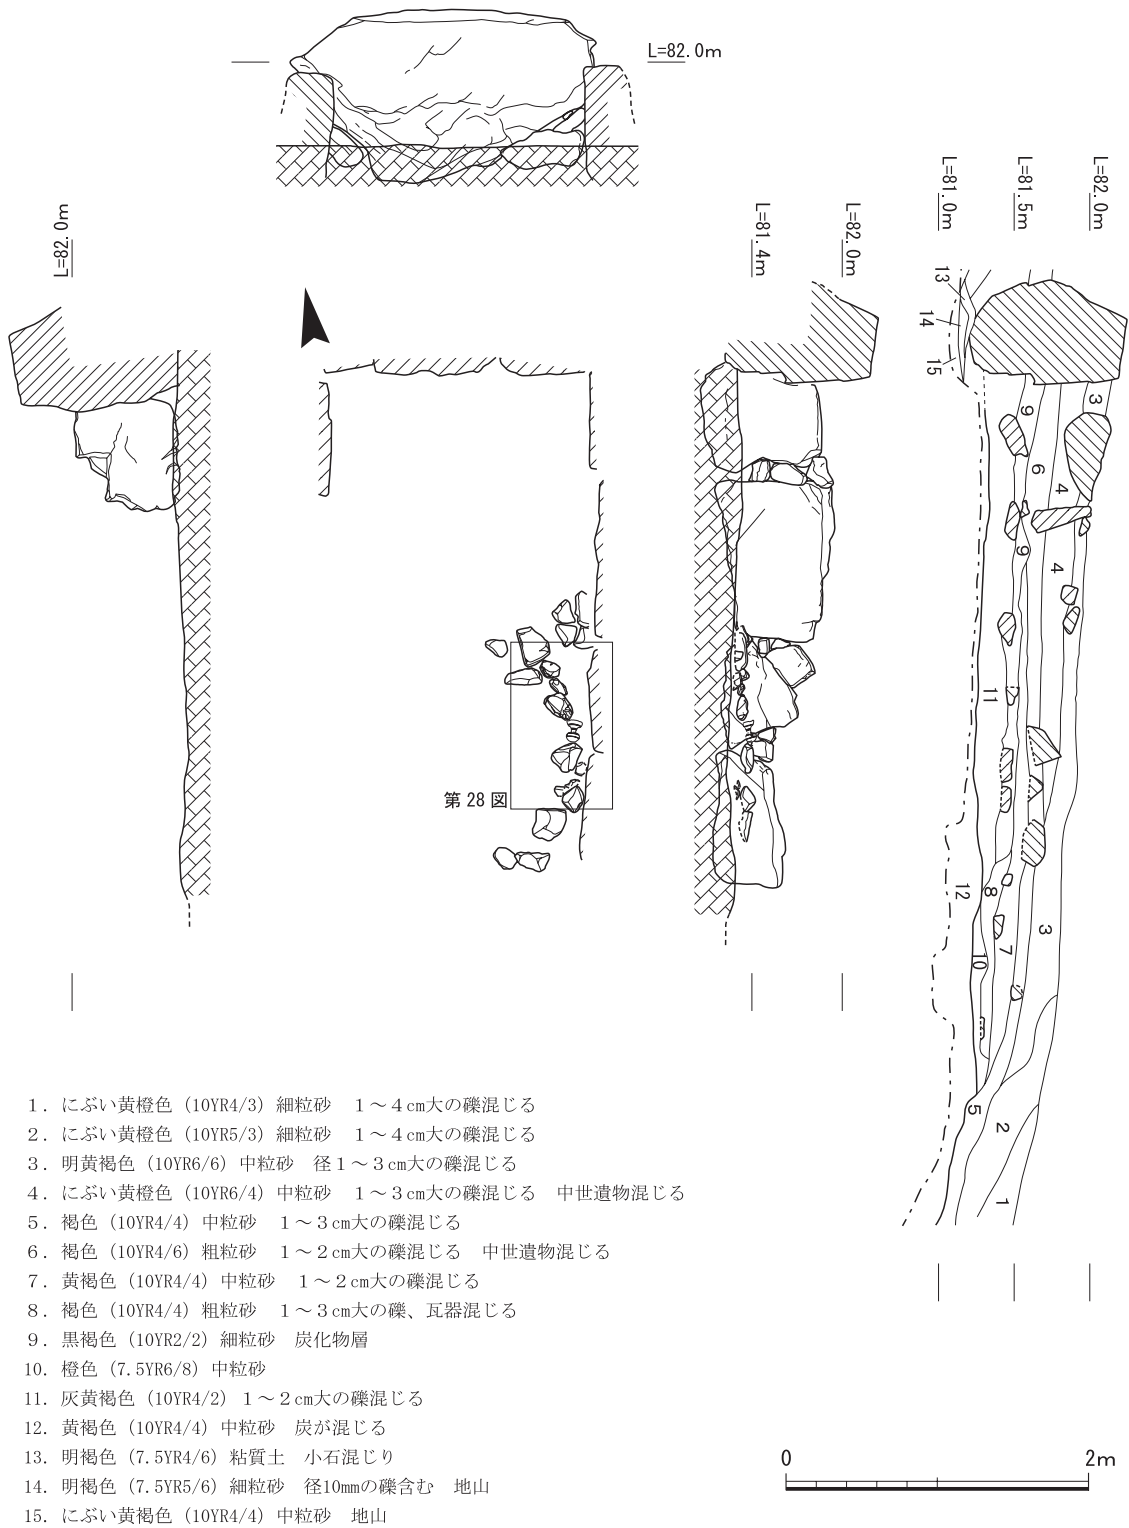 L=82.0m
L=81.0m
L=81.5m
L=82.0m
L=82.0m
L=81.4m
L=82.0m
13
14
15
3
9
6
4
9
4
11
12
8
3
7
10
5
2
1
第 28 図
1．にぶい黄橙色（10YR4/3）細粒砂　1～4cm大の礫混じる
2．にぶい黄橙色（10YR5/3）細粒砂　1～4cm大の礫混じる
3．明黄褐色（10YR6/6）中粒砂　径1～3cm大の礫混じる
4．にぶい黄橙色（10YR6/4）中粒砂　1～3cm大の礫混じる　中世遺物混じる
5．褐色（10YR4/4）中粒砂　1～3cm大の礫混じる
6．褐色（10YR4/6）粗粒砂　1～2cm大の礫混じる　中世遺物混じる
7．黄褐色（10YR4/4）中粒砂　1～2cm大の礫混じる
8．褐色（10YR4/4）粗粒砂　1～3cm大の礫、瓦器混じる
9．黒褐色（10YR2/2）細粒砂　炭化物層
10．橙色（7.5YR6/8）中粒砂
11．灰黄褐色（10YR4/2）1～2cm大の礫混じる
12．黄褐色（10YR4/4）中粒砂　炭が混じる
13．明褐色（7.5YR4/6）粘質土　小石混じり
14．明褐色（7.5YR5/6）細粒砂　径10mmの礫含む　地山
15．にぶい黄褐色（10YR4/4）中粒砂　地山
0 2m